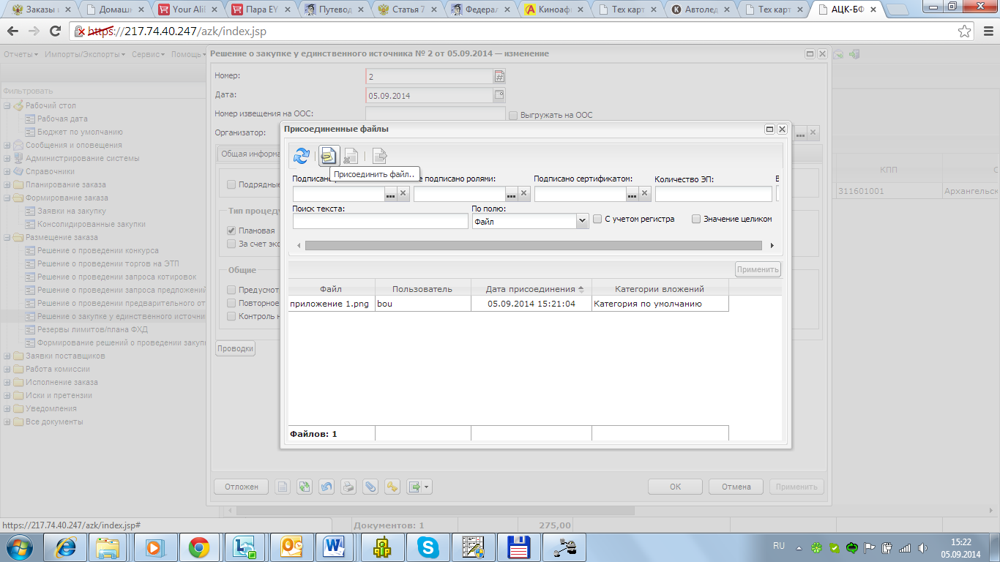 Заказы
Домашн
Your AliE
Пара EY
Путевод
Статья 7
Федерал
Киноаф
Тех карт
Автолед
Тех карт
АЦК-БФ
https://217.74.40.247/azk/index.jsp
Отчеты Импорты/Экспорты Сервис Помощь
Решение о закупке у единственного источника № 2 от 05.09.2014 — изменение
Фильтровать
Рабочий стол
Рабочая дата
Бюджет по умолчанию
Сообщения и оповещения
Администрирование системы
Справочники
Планирование заказа
Формирование заказа
Заявки на закупку
Консолидированные закупки
Размещение заказа
Решение о проведении конкурса
Решение о проведении торгов на ЭТП
Решение о проведении запроса котировок
Решение о проведении запроса предложений
Решение о проведении предварительного от
Решение о закупке у единственного источни
Резервы лимитов/плана ФХД
Формирование решений о проведении закупк
Заявки поставщиков
Работа комиссии
Исполнение заказа
Иски и претензии
Уведомления
Все документы
Номер: 2
Дата: 05.09.2014
Номер извещения на ООС: Выгружать на ООС
Организатор:
Общая информа
Подрядные
Тип процеду
Плановая
За счет эко
Общие
Предусмот
Повторное
Контроль н
Проводки
КПП
311601001 Архангельск
Присоединенные файлы
Присоединить файл..
Подписано е подписано ролями: Подписано сертификатом: Количество ЭП:
Поиск текста: По полю:
Файл С учетом регистра Значение целиком
Применить
Файл Пользователь Дата присоединения Категории вложений
приложение 1.png bou 05.09.2014 15:21:04 Категория по умолчанию
Файлов: 1
Отложен OK Отмена Применить
https://217.74.40.247/azk/index.jsp# Документов: 1 275,00
RU 15:22
05.09.2014